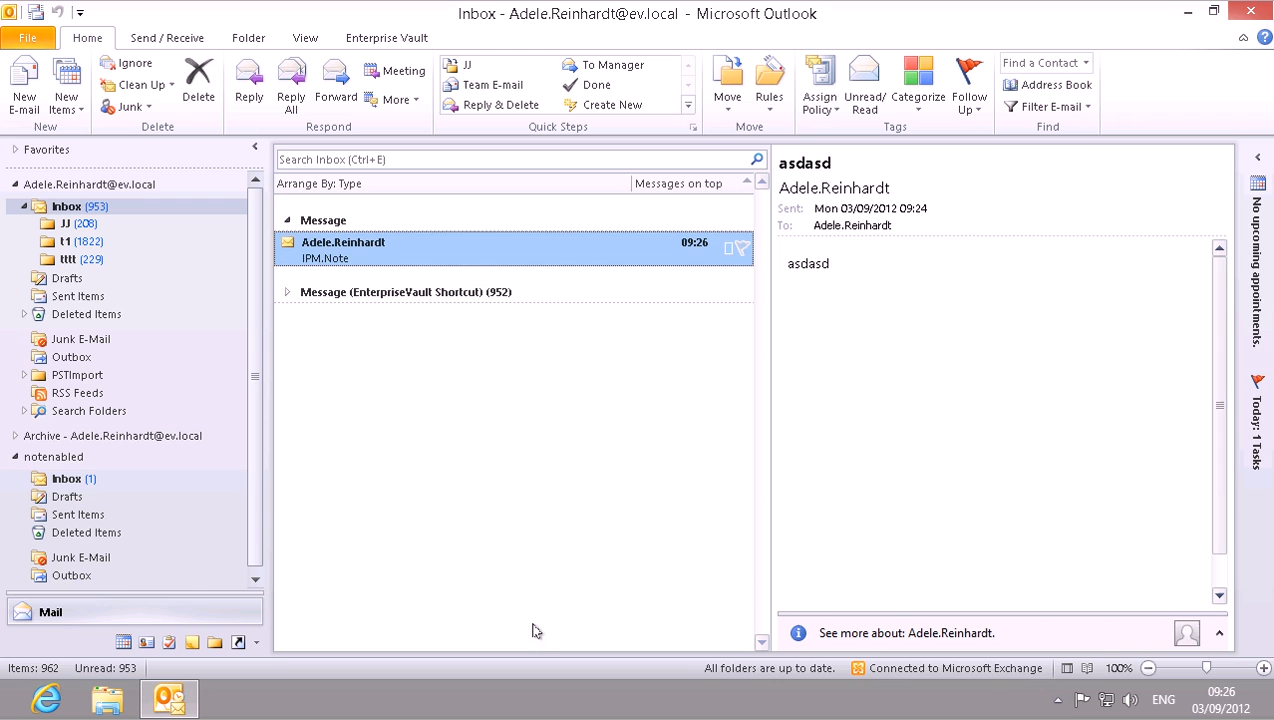 Inbox - Adele.Reinhardt@ev.local - Microsoft Outlook
File Home Send / Receive Folder View Enterprise Vault
New E-mail
New Items
New
Ignore
Clean Up
Junk
Delete
Delete
Reply
Reply All
Forward
Meeting
More
Respond
JJ
Team E-mail
Reply & Delete
To Manager
Done
Create New
Quick Steps
Move
Rules
Move
Assign Policy
Unread/ Read
Categorize
Follow Up
Tags
Find a Contact
Address Book
Filter E-mail
Find
Favorites
Adele.Reinhardt@ev.local
Inbox (953)
JJ (208)
t1 (1822)
tttt (229)
Drafts
Sent Items
Deleted Items
Junk E-Mail
Outbox
PSTImport
RSS Feeds
Search Folders
Archive - Adele.Reinhardt@ev.local
notenabled
Inbox (1)
Drafts
Sent Items
Deleted Items
Junk E-Mail
Outbox
Mail
Search Inbox (Ctrl+E)
Arrange By: Type Messages on top
Message
Adele.Reinhardt 09:26
IPM.Note
Message (EnterpriseVault Shortcut) (952)
asdasd
Adele.Reinhardt
Sent: Mon 03/09/2012 09:24
To: Adele.Reinhardt
asdasd
See more about: Adele.Reinhardt.
No upcoming appointments.
Today: 1 Tasks
Items: 962 Unread: 953 All folders are up to date. Connected to Microsoft Exchange 100%
ENG
09:26
03/09/2012